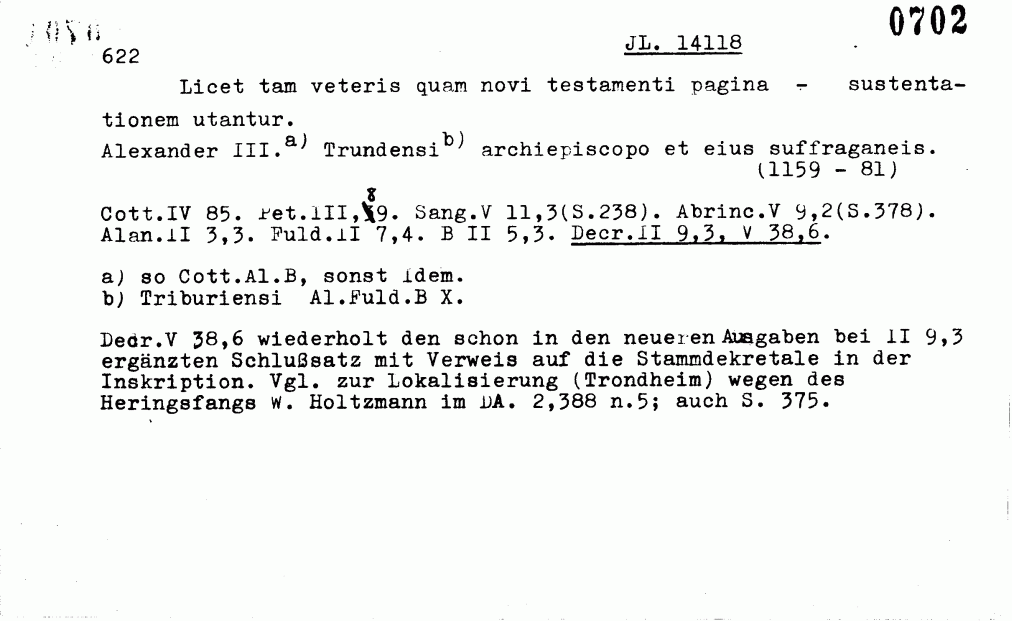 0702
622
JL. 14118
Licet tam veteris quam novi testamenti pagina - sustenta-
tionem utantur.
Alexander III.a) Trundensi b) archiepiscopo et eius suffraganeis.
(1159 - 81)
Cott.IV 85. Pet.III,89. Sang.V 11,3(S.238). Abrinc.V 9,2(S.378).
Alan.II 3,3. Fuld.II 7,4. B II 5,3. Decr.II 9,3, V 38,6.
a) so Cott.Al.B, sonst idem.
b) Triburiensi Al.Fuld.B X.
Decr.V 38,6 wiederholt den schon in den neueren Ausgaben bei II 9,3
ergänzten Schlußsatz mit Verweis auf die Stammdekretale in der
Inskription. Vgl. zur Lokalisierung (Trondheim) wegen des
Heringsfangs W. Holtzmann im DA. 2,388 n.5; auch S. 375.